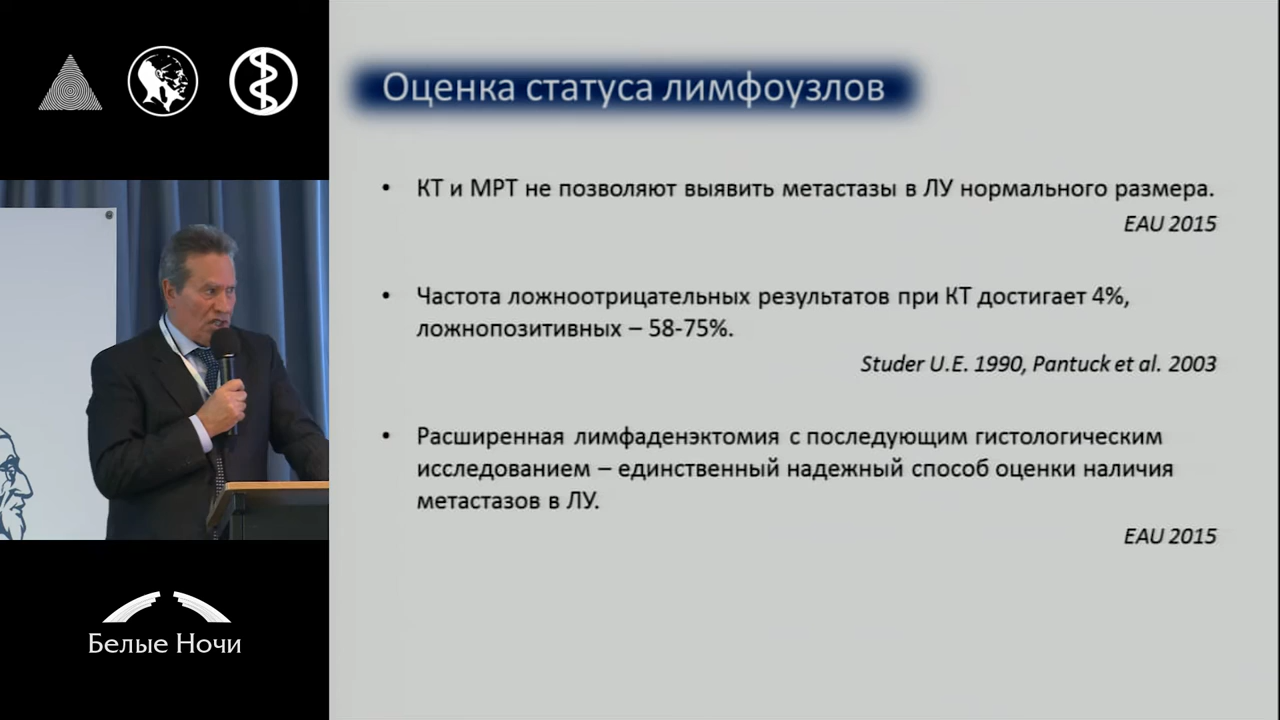 Оценка статуса лимфоузлов
• КТ и МРТ не позволяют выявить метастазы в ЛУ нормального размера.
EAU 2015
• Частота ложноотрицательных результатов при КТ достигает 4%,
ложнопозитивных – 58-75%.
Studer U.E. 1990, Pantuck et al. 2003
• Расширенная лимфаденэктомия с последующим гистологическим
исследованием – единственный надежный способ оценки наличия
метастазов в ЛУ.
EAU 2015
Белые Ночи